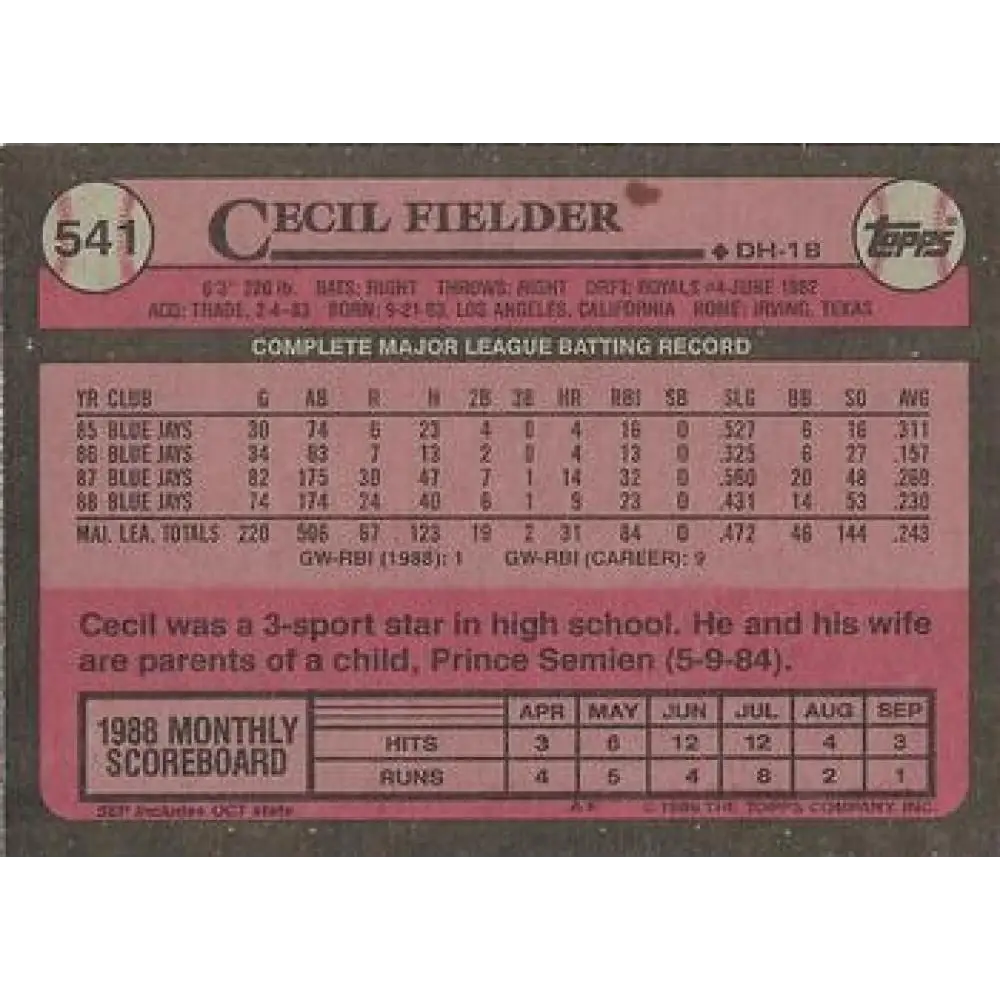 541
CECIL FIELDER
◆ DH-1B
TOPPS
6'3" 220 lb. BATS: RIGHT THROWS: RIGHT DRFT: ROYALS #4-JUNE 1982
ACQ: TRADE, 2-4-83 BORN: 9-21-63, LOS ANGELES, CALIFORNIA HOME: IRVING, TEXAS
COMPLETE MAJOR LEAGUE BATTING RECORD
YR CLUB G AB R H 2B 3B HR RBI SB SLG BB SO AVG
85 BLUE JAYS 30 74 6 23 4 0 4 16 0 .527 6 16 .311
86 BLUE JAYS 34 83 7 13 2 0 4 13 0 .325 6 27 .157
87 BLUE JAYS 82 175 30 47 7 1 14 32 0 .560 20 48 .269
88 BLUE JAYS 74 174 24 40 6 1 9 23 0 .431 14 53 .230
MAJ. LEA. TOTALS 220 506 67 123 19 2 31 84 0 .472 46 144 .243
GW-RBI (1988): 1 GW-RBI (CAREER): 9
Cecil was a 3-sport star in high school. He and his wife
are parents of a child, Prince Semien (5-9-84).
1988 MONTHLY
SCOREBOARD
APR MAY JUN JUL AUG SEP
HITS 3 6 12 12 4 3
RUNS 4 5 4 8 2 1
SEP includes OCT stats
© 1989 THE TOPPS COMPANY, INC.